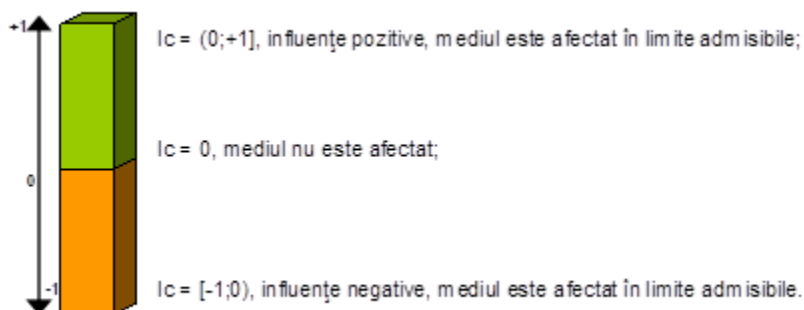 +1
Ic = (0;+1], influenţe pozitive, mediul este afectat în limite admisibile;
Ic = 0, mediul nu este afectat;
0
-1
Ic = [-1;0), influenţe negative, mediul este afectat în limite admisibile.